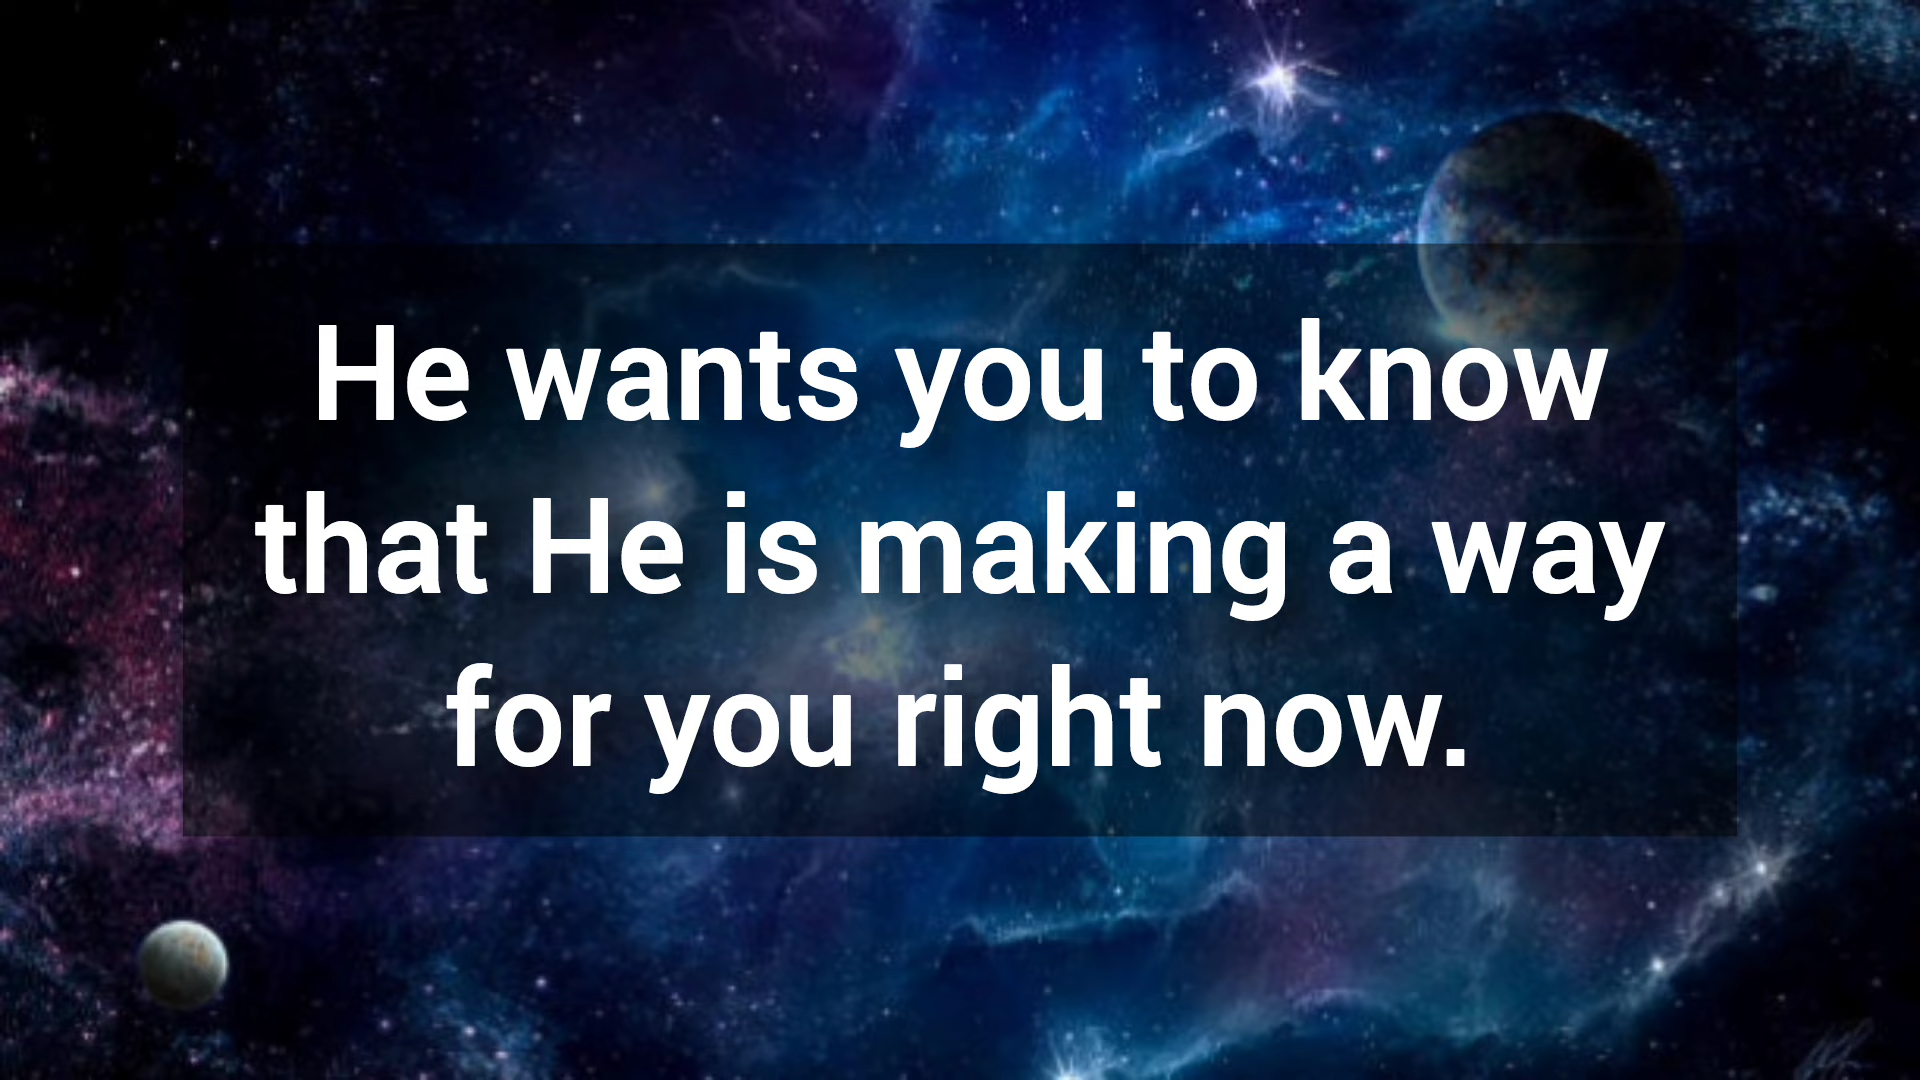 He wants you to know
that He is making a way
for you right now.